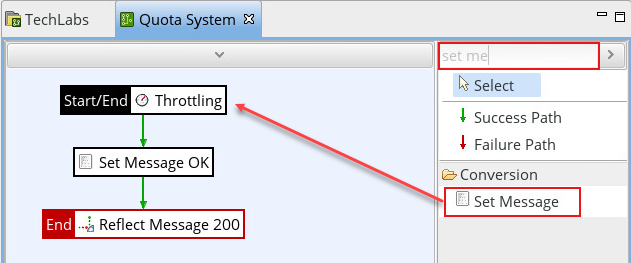 TechLabs
Quota System
set me
Select
Start/End Throttling
Success Path
Failure Path
Set Message OK
Conversion
Set Message
End Reflect Message 200